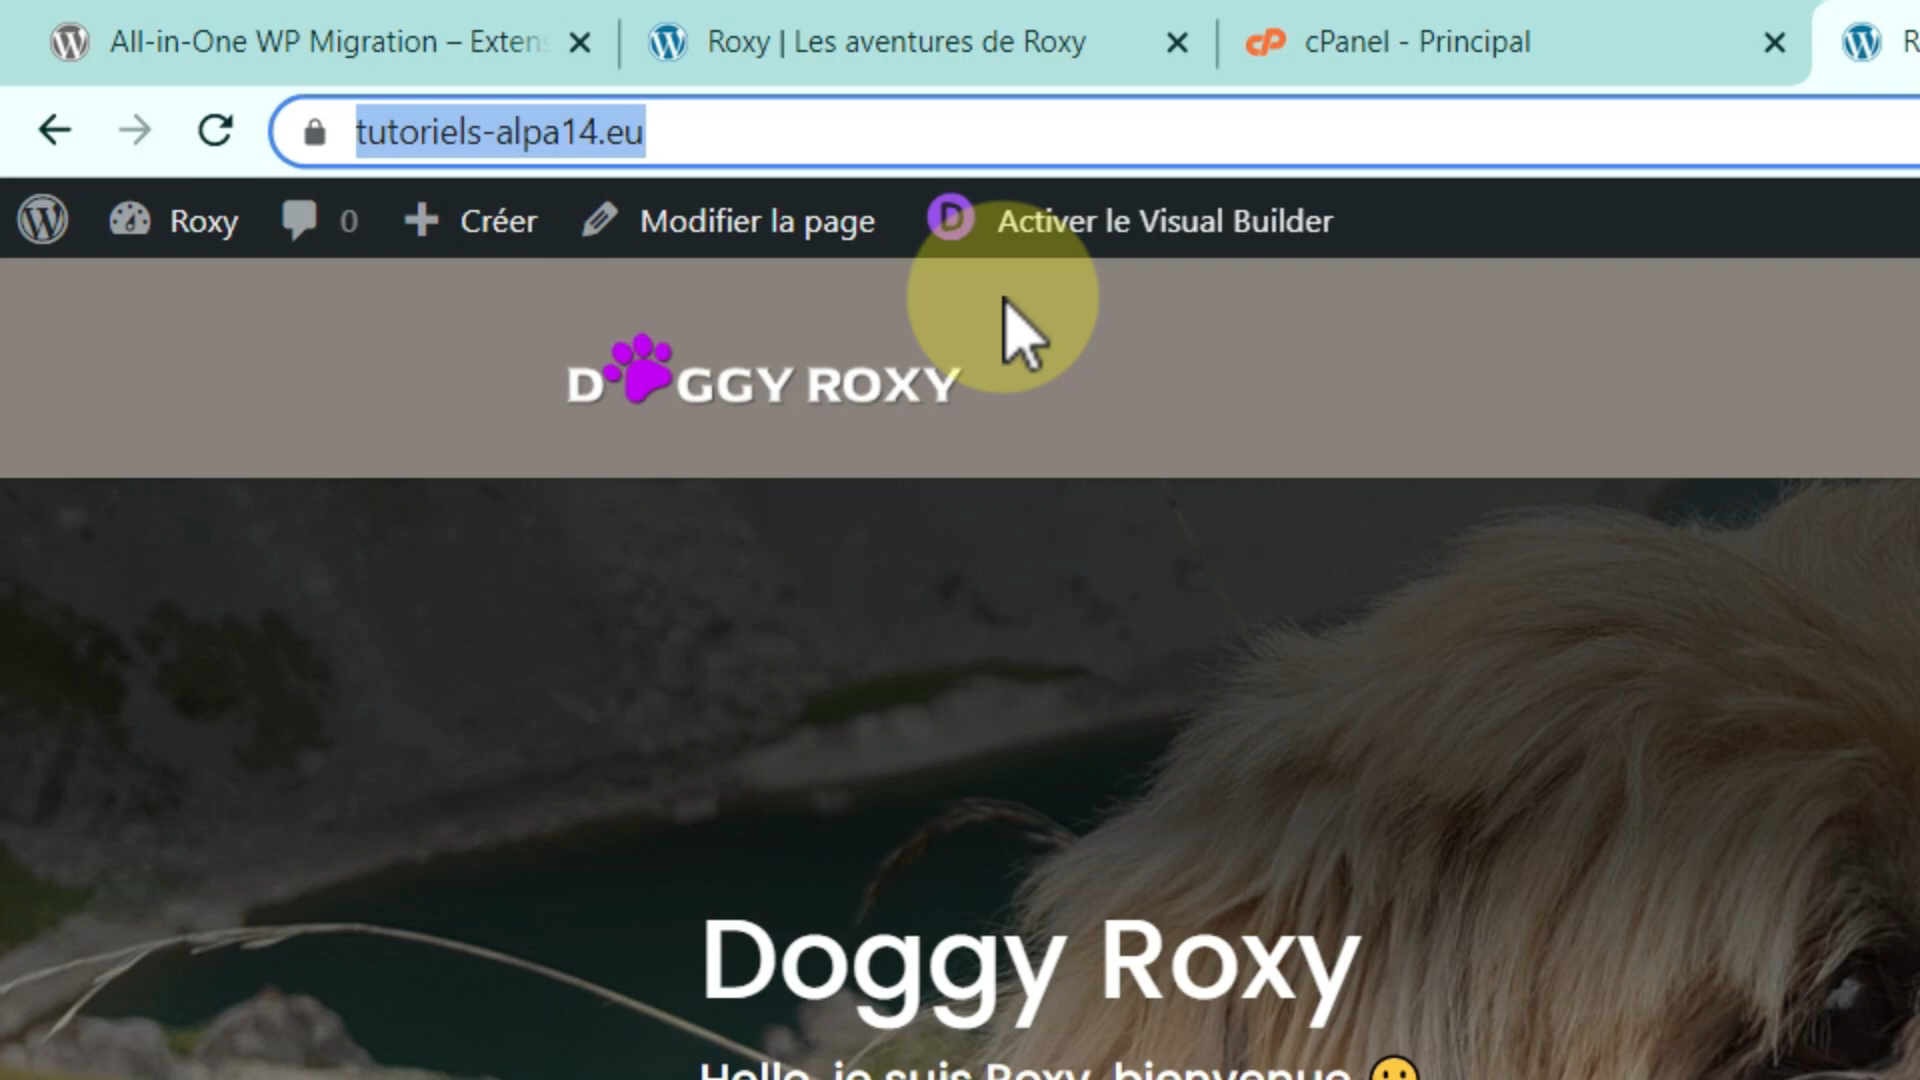 All-in-One WP Migration – Extens
Roxy | Les aventures de Roxy
cPanel - Principal
R
tutoriels-alpa14.eu
Roxy
0
Créer
Modifier la page
Activer le Visual Builder
D GGY ROXY
Doggy Roxy
Hello, je suis Roxy, bienvenue